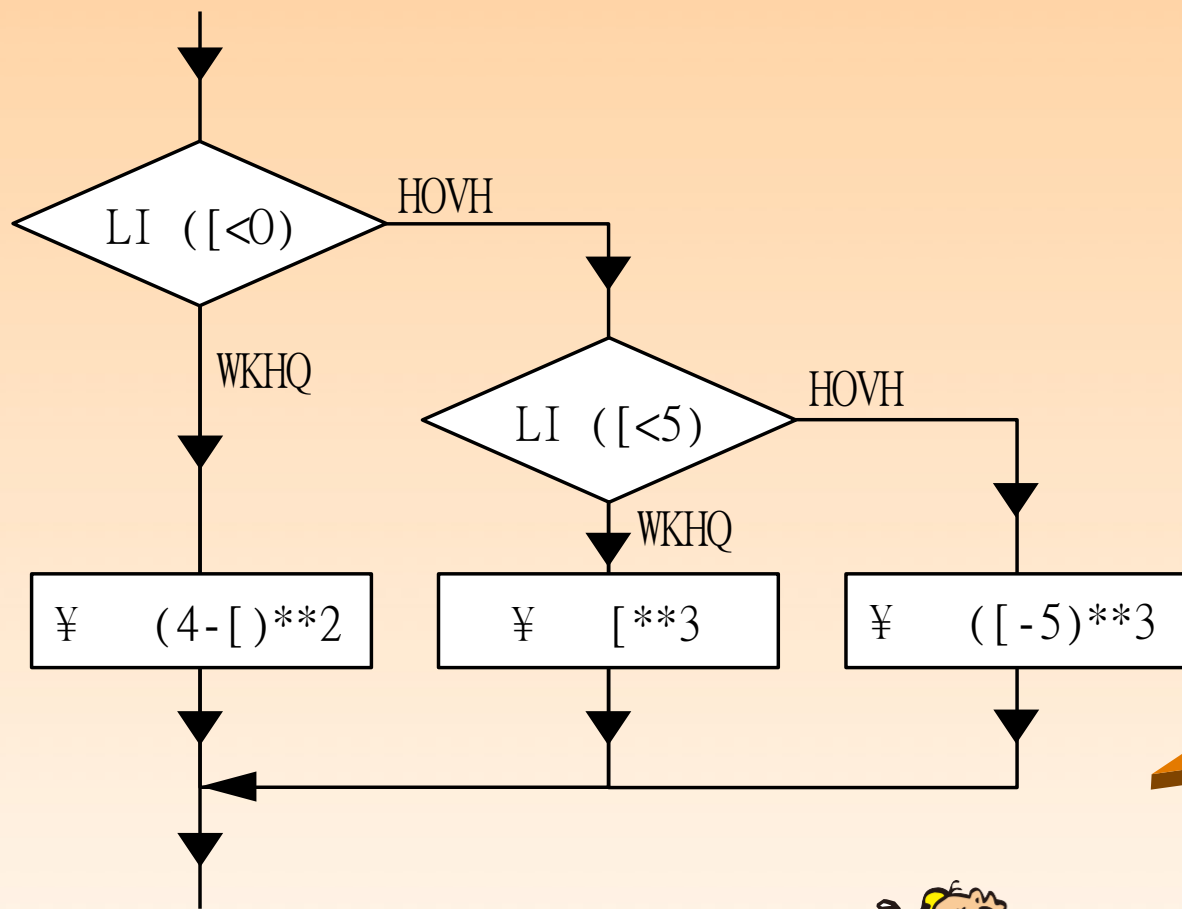 LI ([<0)
HOVH
WKHQ
LI ([<5)
HOVH
WKHQ
¥ (4-[)**2
¥ [**3
¥ ([-5)**3